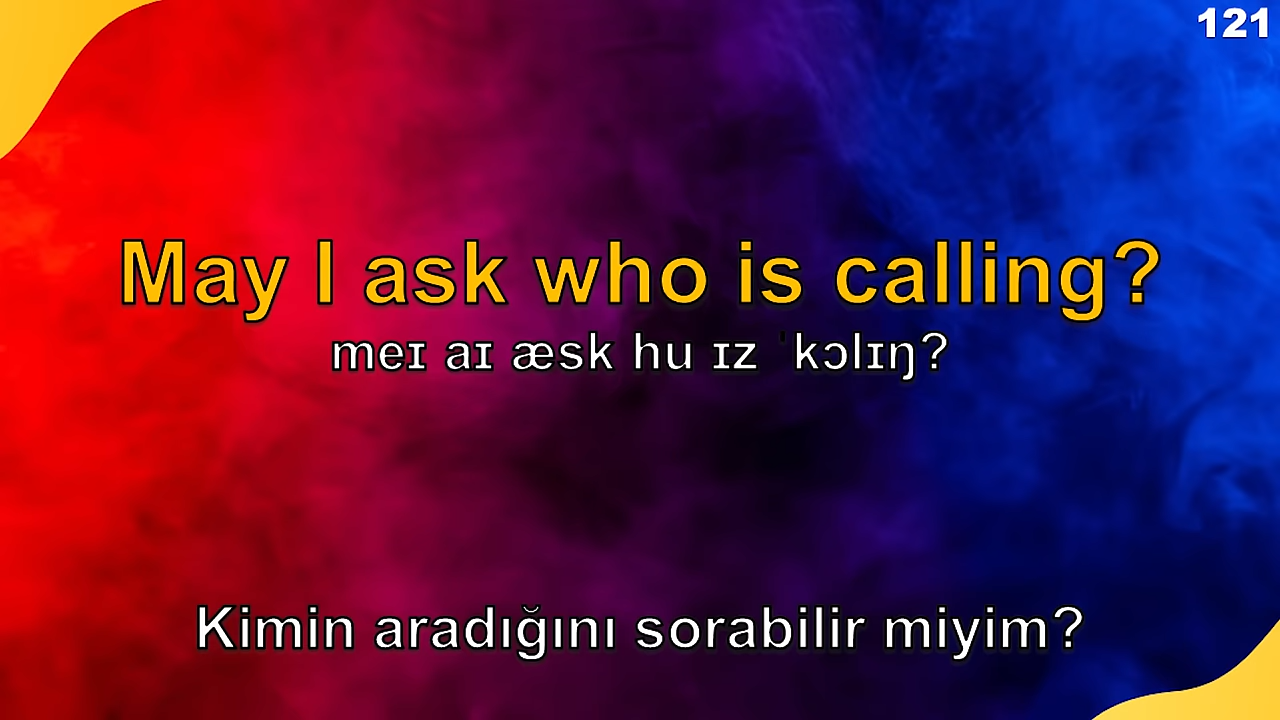 121
May I ask who is calling?
meɪ aɪ æsk hu ɪz ˈkɔlɪŋ?
Kimin aradığını sorabilir miyim?